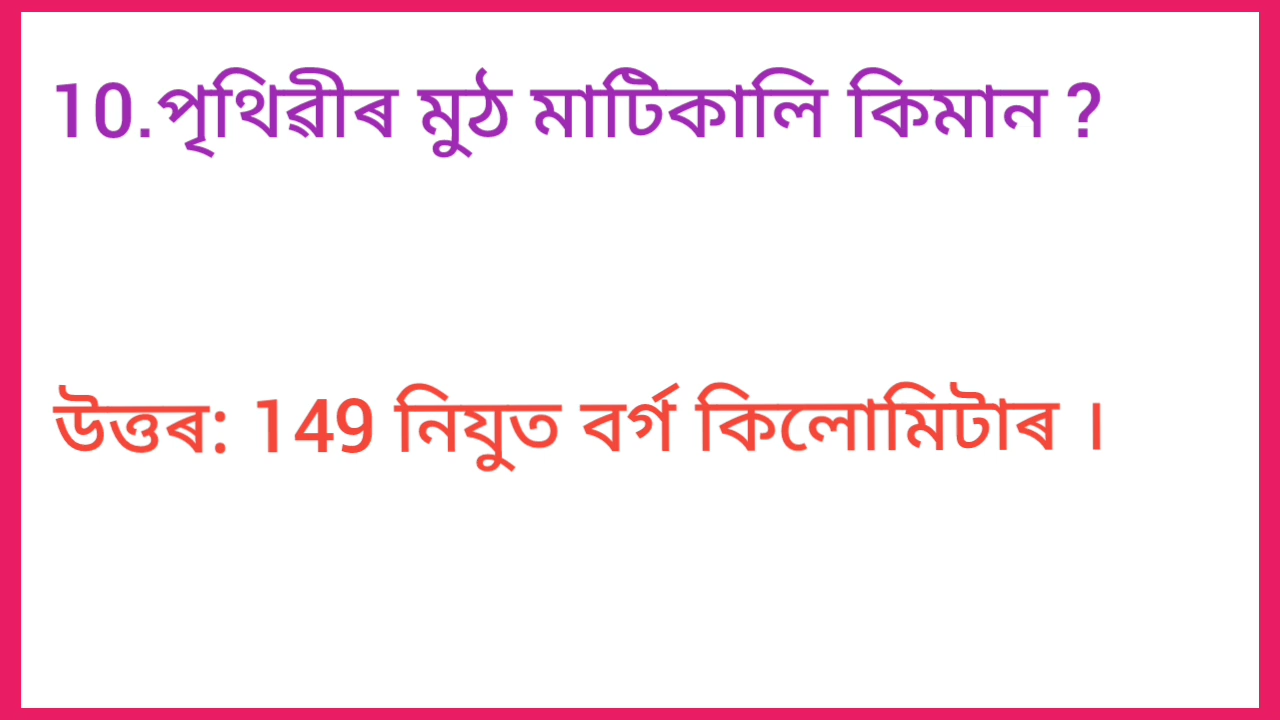 10.পৃথিৱীৰ মুঠ মাটিকালি কিমান ?
উত্তৰ: 149 নিযুত বৰ্গ কিলোমিটাৰ ।